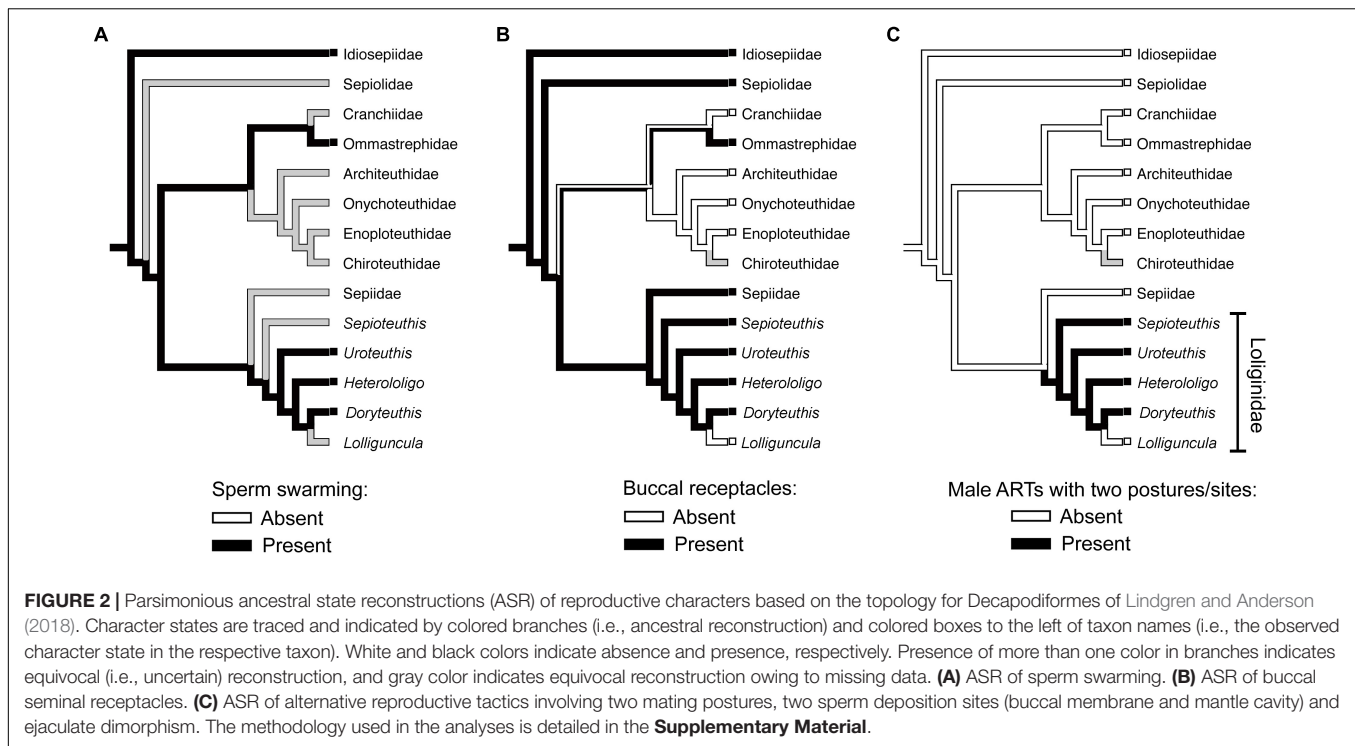 A
Idiosepiidae
Sepiolidae
Cranchiidae
Ommastrephidae
Architeuthidae
Onychoteuthidae
Enoploteuthidae
Chiroteuthidae
Sepiidae
Sepioteuthis
Uroteuthis
Heterololigo
Doryteuthis
Lolliguncula
Sperm swarming:
Absent
Present
B
Idiosepiidae
Sepiolidae
Cranchiidae
Ommastrephidae
Architeuthidae
Onychoteuthidae
Enoploteuthidae
Chiroteuthidae
Sepiidae
Sepioteuthis
Uroteuthis
Heterololigo
Doryteuthis
Lolliguncula
Buccal receptacles:
Absent
Present
C
Idiosepiidae
Sepiolidae
Cranchiidae
Ommastrephidae
Architeuthidae
Onychoteuthidae
Enoploteuthidae
Chiroteuthidae
Sepiidae
Sepioteuthis
Uroteuthis
Heterololigo
Doryteuthis
Lolliguncula
Loliginidae
Male ARTs with two postures/sites:
Absent
Present
FIGURE 2 | Parsimonious ancestral state reconstructions (ASR) of reproductive characters based on the topology for Decapodiformes of Lindgren and Anderson
(2018). Character states are traced and indicated by colored branches (i.e., ancestral reconstruction) and colored boxes to the left of taxon names (i.e., the observed
character state in the respective taxon). White and black colors indicate absence and presence, respectively. Presence of more than one color in branches indicates
equivocal (i.e., uncertain) reconstruction, and gray color indicates equivocal reconstruction owing to missing data. (A) ASR of sperm swarming. (B) ASR of buccal
seminal receptacles. (C) ASR of alternative reproductive tactics involving two mating postures, two sperm deposition sites (buccal membrane and mantle cavity) and
ejaculate dimorphism. The methodology used in the analyses is detailed in the Supplementary Material.